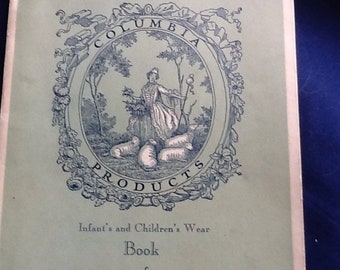 COLUMBIA
PRODUCTS
Infant's and Children's Wear
Book